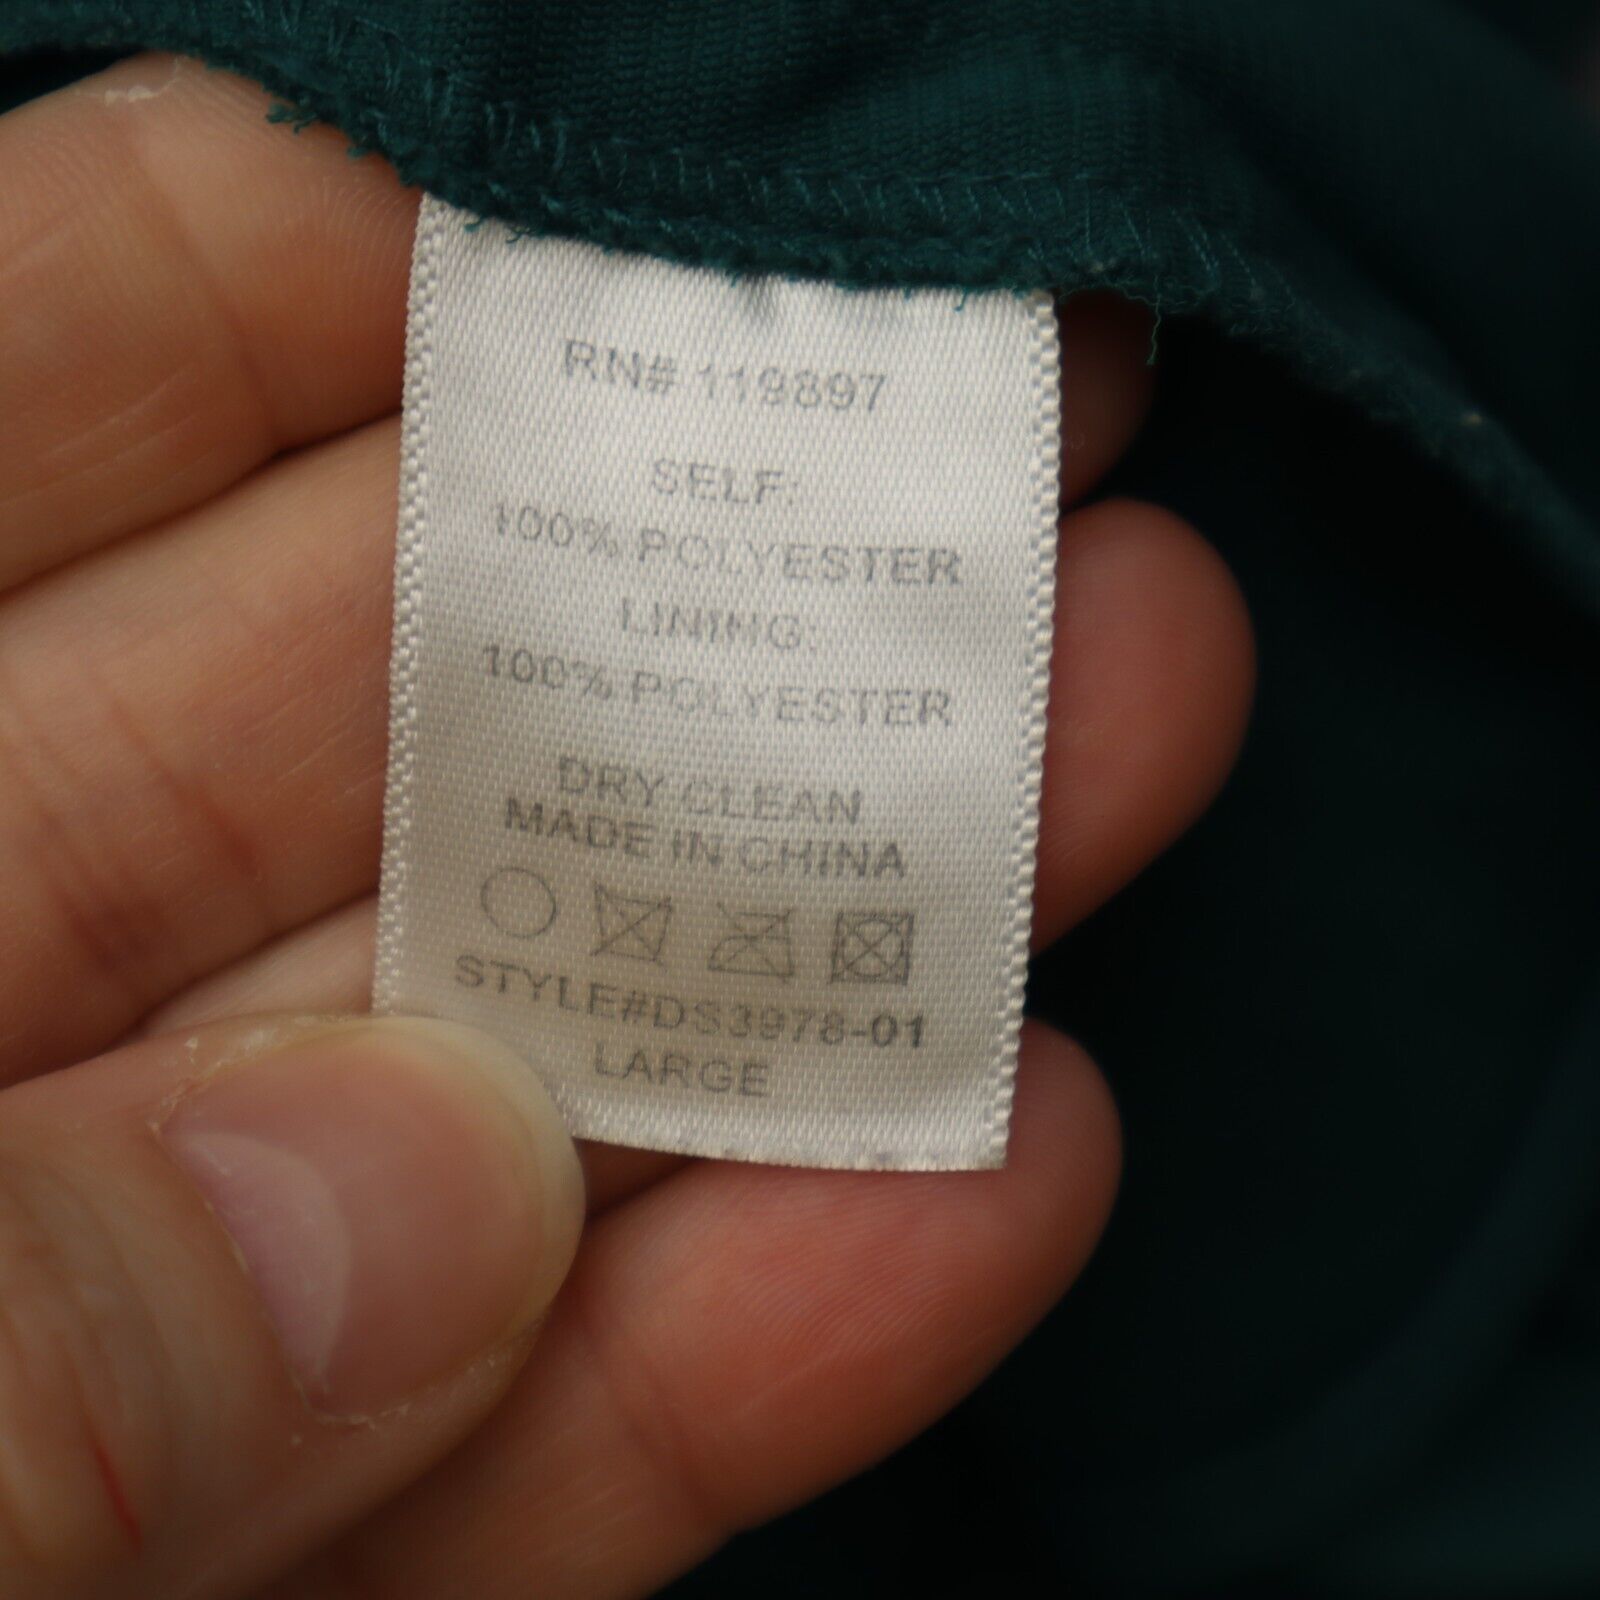 RN# 119897
SELF:
100% POLYESTER
LINING:
100% POLYESTER
DRY CLEAN
MADE IN CHINA
STYLE#DS3978-01
LARGE